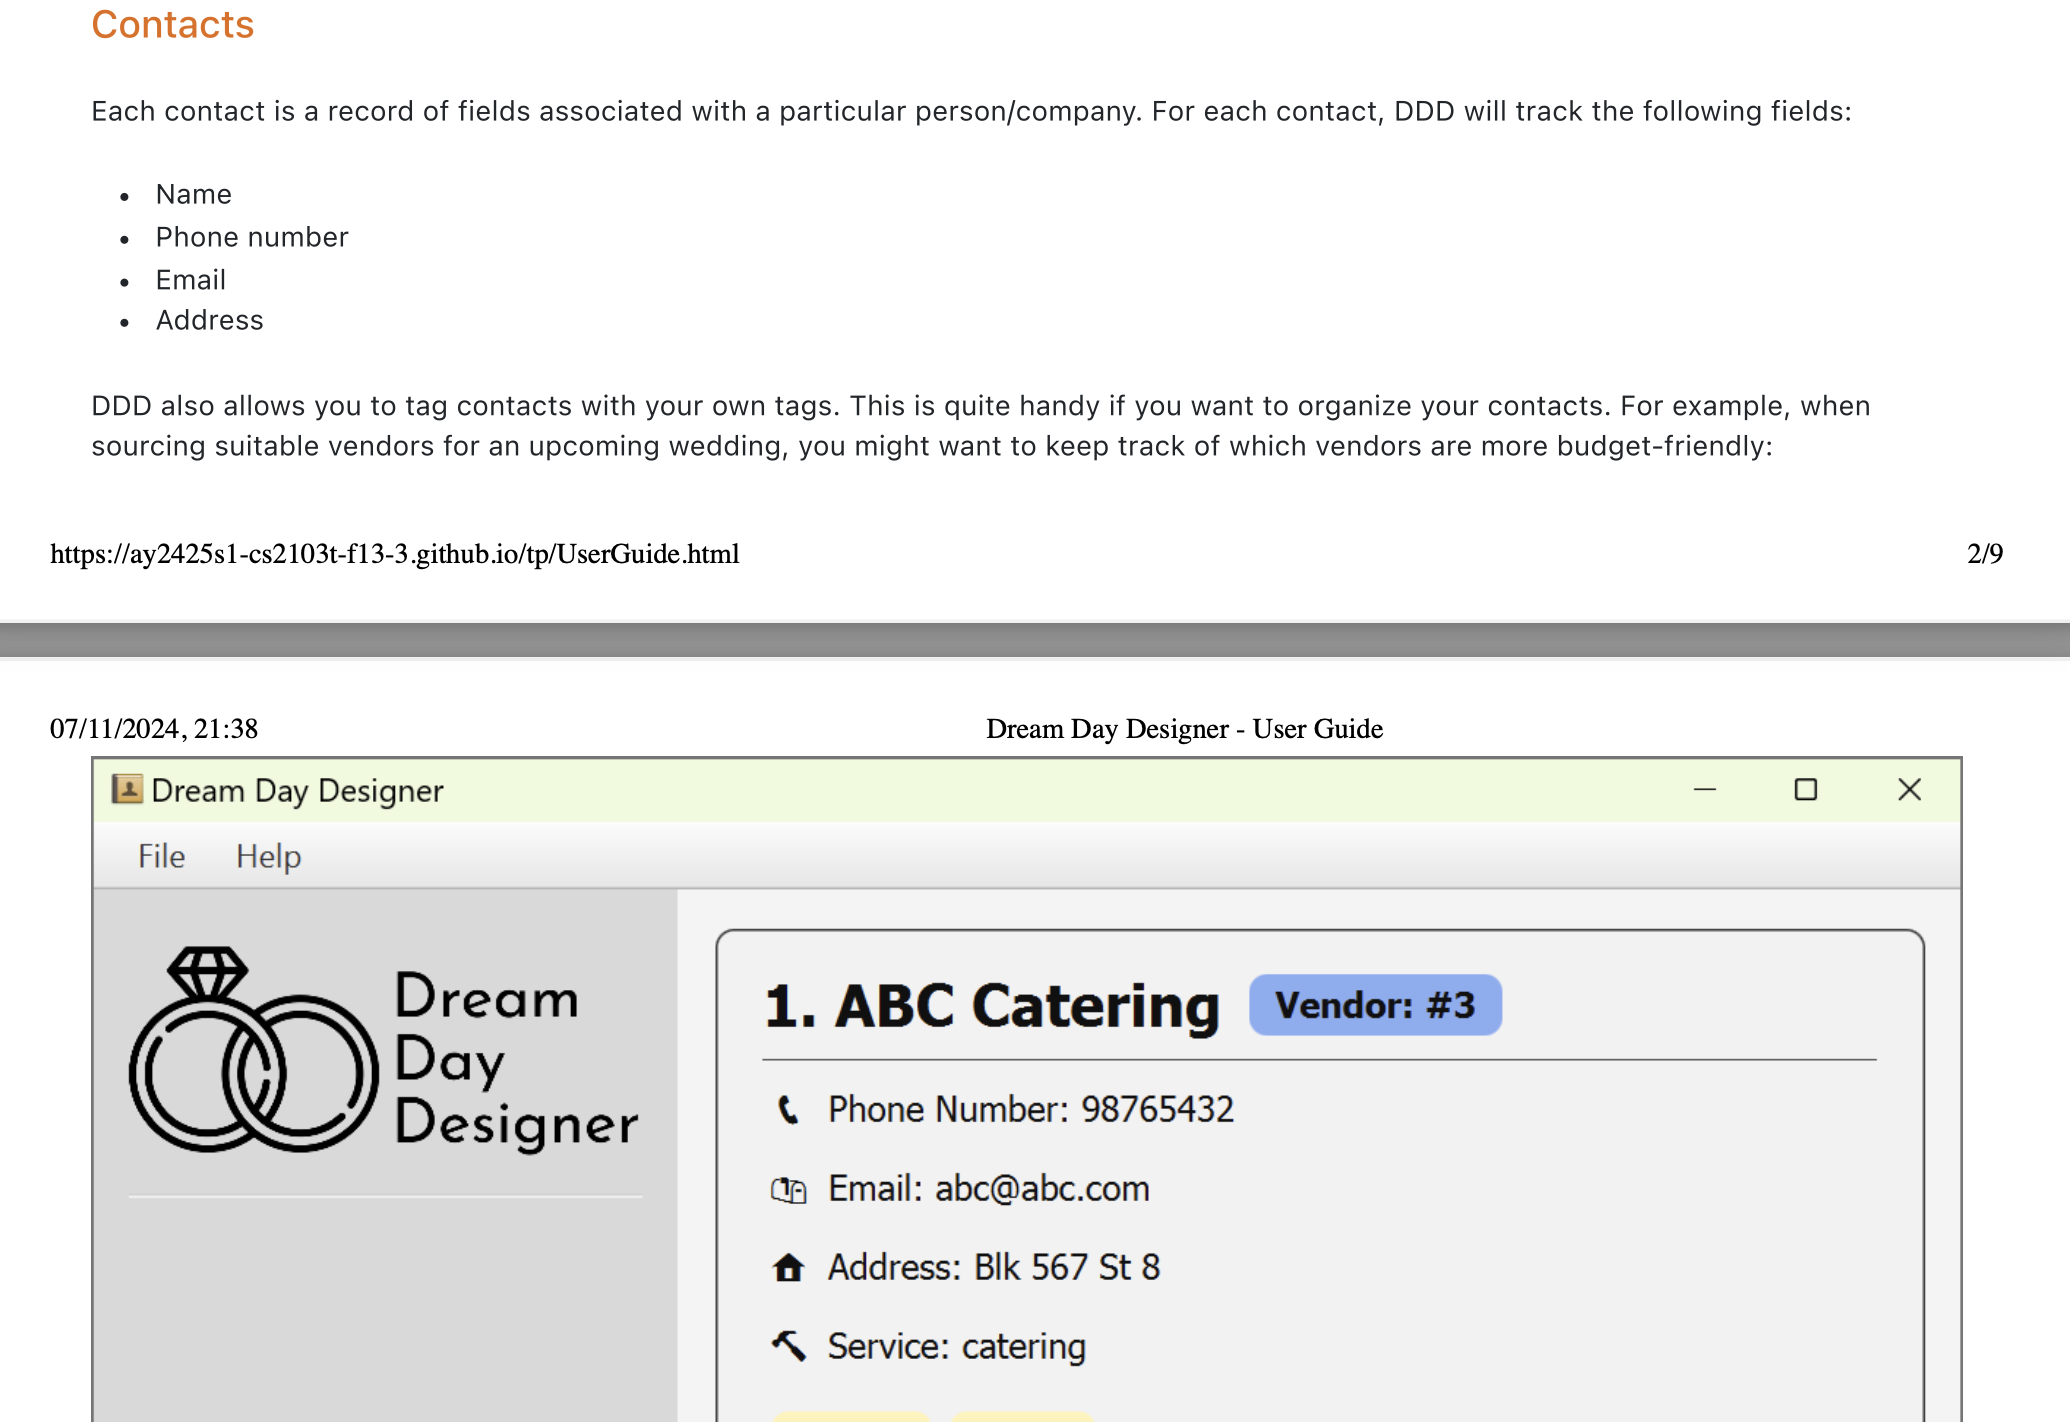 Contacts
Each contact is a record of fields associated with a particular person/company. For each contact, DDD will track the following fields:
• Name
• Phone number
• Email
• Address
DDD also allows you to tag contacts with your own tags. This is quite handy if you want to organize your contacts. For example, when
sourcing suitable vendors for an upcoming wedding, you might want to keep track of which vendors are more budget-friendly:
https://ay2425s1-cs2103t-f13-3.github.io/tp/UserGuide.html 2/9
07/11/2024, 21:38 Dream Day Designer - User Guide
Dream Day Designer
File Help
Dream
Day
Designer
1. ABC Catering Vendor: #3
Phone Number: 98765432
Email: abc@abc.com
Address: Blk 567 St 8
Service: catering